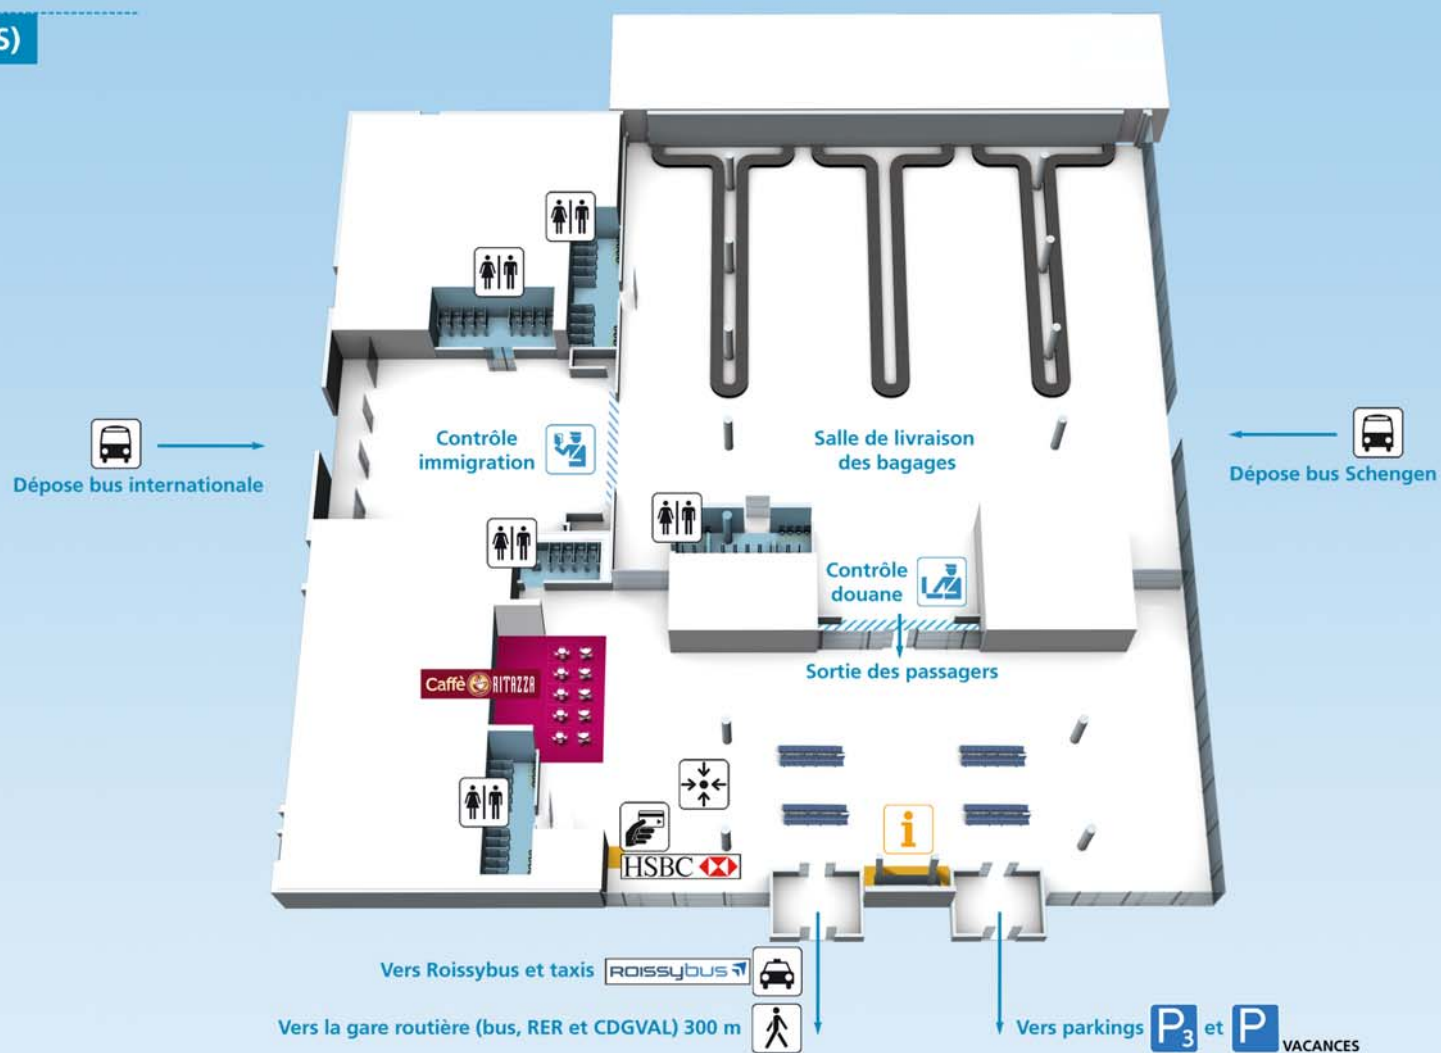 S)
Contrôle
immigration
Salle de livraison
des bagages
Dépose bus internationale
Dépose bus Schengen
Contrôle
douane
Sortie des passagers
Caffè RITAZZA
i
HSBC
Vers Roissybus et taxis ROISSYbus
Vers la gare routière (bus, RER et CDGVAL) 300 m
Vers parkings P3 et P VACANCES